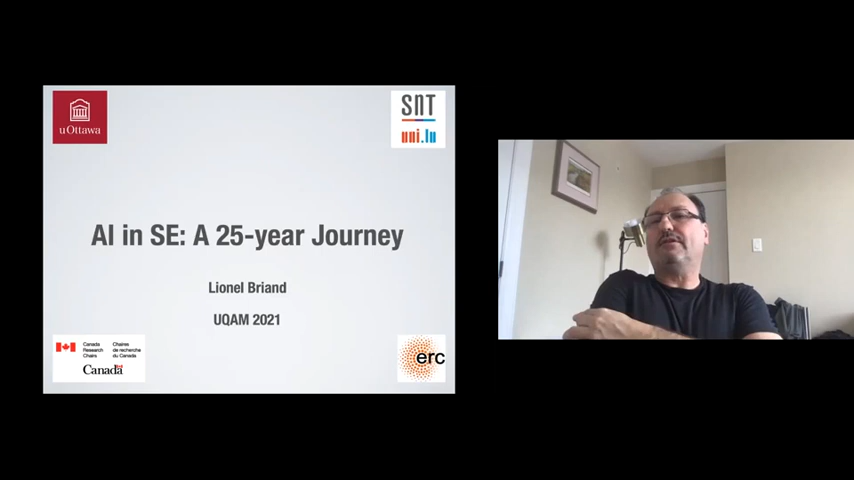 uOttawa
SnT
uni.lu
AI in SE: A 25-year Journey
Lionel Briand
UQAM 2021
Canada Research Chairs
Chaires de recherche du Canada
Canada
erc